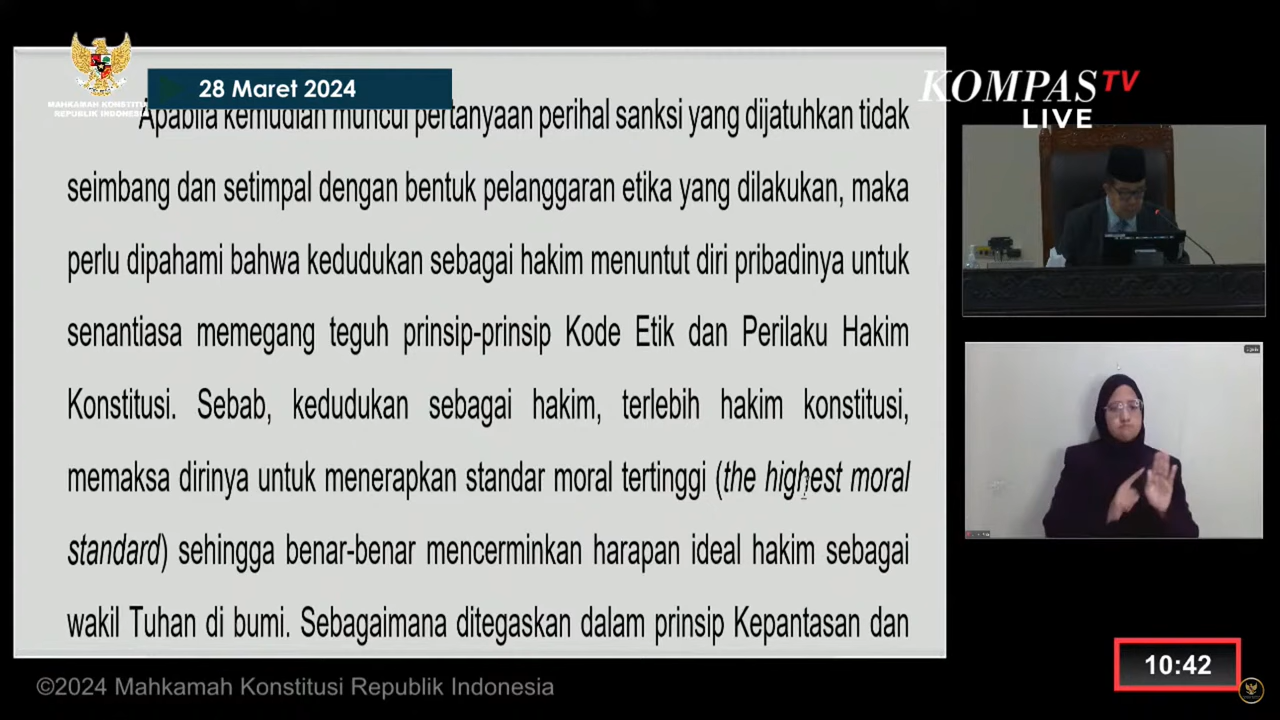 28 Maret 2024
MAHKAMAH KONSTITU
REPUBLIK INDONESIA
KOMPAS TV
LIVE
Apabila kemudian muncul pertanyaan perihal sanksi yang dijatuhkan tidak
seimbang dan setimpal dengan bentuk pelanggaran etika yang dilakukan, maka
perlu dipahami bahwa kedudukan sebagai hakim menuntut diri pribadinya untuk
senantiasa memegang teguh prinsip-prinsip Kode Etik dan Perilaku Hakim
Konstitusi. Sebab, kedudukan sebagai hakim, terlebih hakim konstitusi,
memaksa dirinya untuk menerapkan standar moral tertinggi (the highest moral
standard) sehingga benar-benar mencerminkan harapan ideal hakim sebagai
wakil Tuhan di bumi. Sebagaimana ditegaskan dalam prinsip Kepantasan dan
10:42
©2024 Mahkamah Konstitusi Republik Indonesia